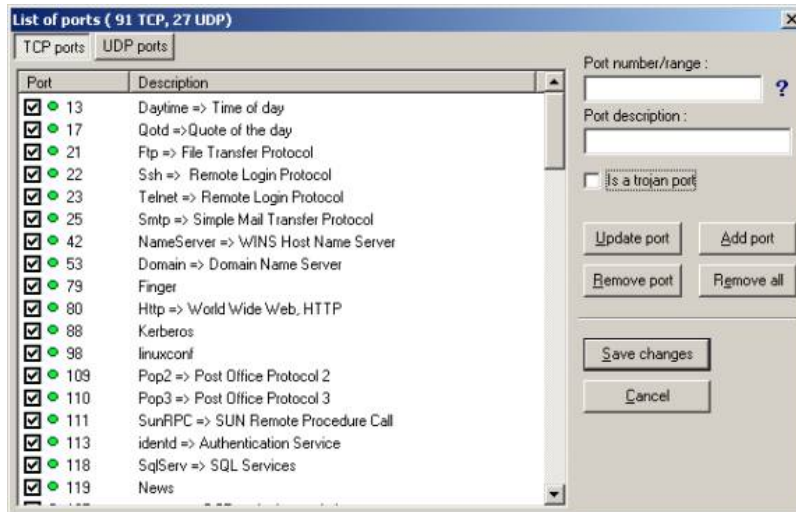 List of ports ( 91 TCP, 27 UDP)
TCP ports UDP ports
Port Description
13 Daytime => Time of day
17 Qotd =>Quote of the day
21 Ftp => File Transfer Protocol
22 Ssh => Remote Login Protocol
23 Telnet => Remote Login Protocol
25 Smtp => Simple Mail Transfer Protocol
42 NameServer => WINS Host Name Server
53 Domain => Domain Name Server
79 Finger
80 Http => World Wide Web, HTTP
88 Kerberos
98 linuxconf
109 Pop2 => Post Office Protocol 2
110 Pop3 => Post Office Protocol 3
111 SunRPC => SUN Remote Procedure Call
113 identd => Authentication Service
118 SqlServ => SQL Services
119 News
Port number/range :
?
Port description :
Is a trojan port
Update port Add port
Remove port Remove all
Save changes
Cancel